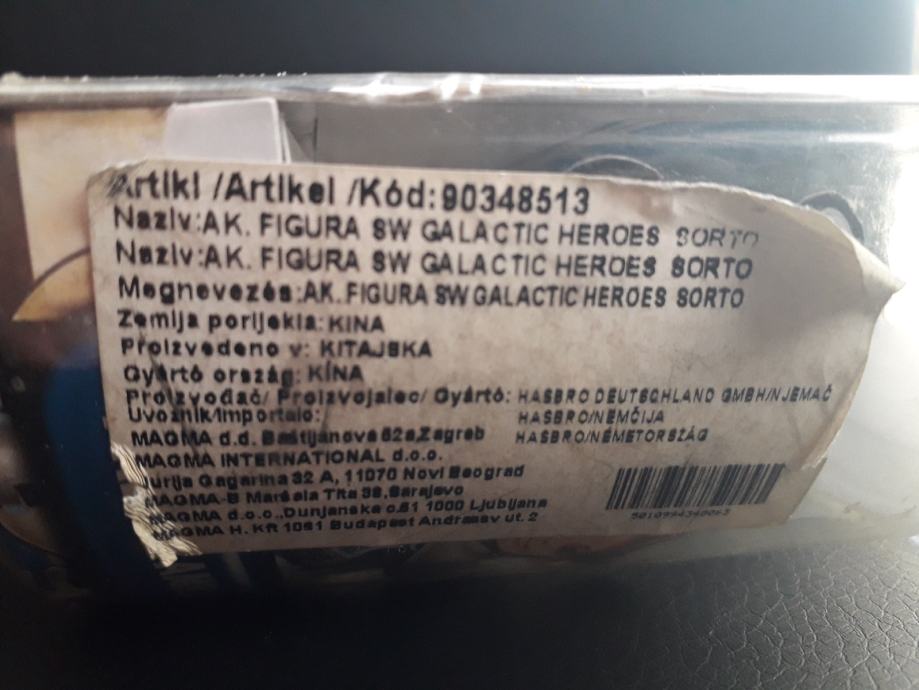 Artikl /Artikel /Kód:90348513
Naziv:AK. FIGURA SW GALACTIC HEROES SORTO
Naziv:AK. FIGURA SW GALACTIC HEROES SORTO
Megnevezés:AK. FIGURA SW GALACTIC HEROES SORTO
Zemlja porijekla: KINA
Proizvedeno v: KITAJSKA
Gyártó ország: KÍNA
Proizvođač/ Proizvajalec/ Gyártó: HASBRO DEUTSCHLAND GMBH/NJEMAČ
Uvoznik/Importalo: HASBRO/NEMČIJA
MAGMA d.d. Baštijanova 52a,Zagreb HASBRO/NÉMETORSZÁG
MAGMA INTERNATIONAL d.o.o.
Jurija Gagarina 32 A, 11070 Novi Beograd
MAGMA-B Maršala Tita 38,Sarajevo
MAGMA d.o.o.,Dunjanska c.51 1000 Ljubljana
MAGMA H. Kft 1061 Budapest Andrassy ut. 2